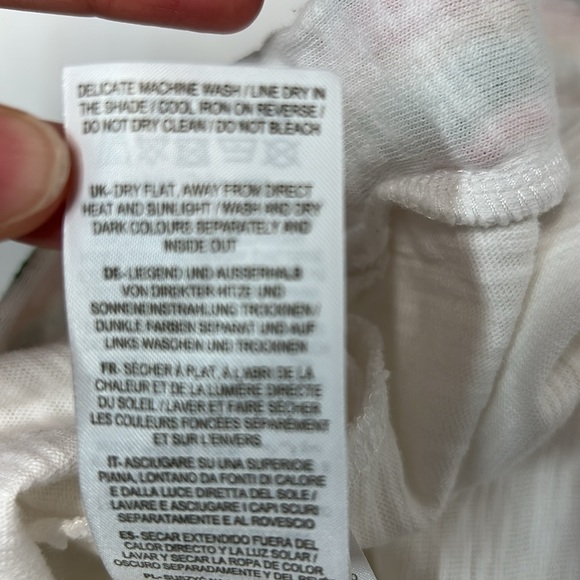 DELICATE MACHINE WASH / LINE DRY IN
THE SHADE / COOL IRON ON REVERSE /
DO NOT DRY CLEAN / DO NOT BLEACH
UK- DRY FLAT, AWAY FROM DIRECT
HEAT AND SUNLIGHT / WASH AND DRY
DARK COLOURS SEPARATELY AND
INSIDE OUT
DE- LIEGEND UND AUSSERHALB
VON DIREKTER HITZE UND
SONNENEINSTRAHLUNG TROCKNEN /
DUNKLE FARBEN SEPARAT UND AUF
LINKS WASCHEN UND TROCKNEN
FR- SÉCHER À PLAT, À L'ABRI DE LA
CHALEUR ET DE LA LUMIÈRE DIRECTE
DU SOLEIL / LAVER ET FAIRE SÉCHER
LES COULEURS FONCÉES SÉPARÉMENT
ET SUR L'ENVERS
IT- ASCIUGARE SU UNA SUPERICIE
PIANA, LONTANO DA FONTI DI CALORE
E DALLA LUCE DIRETTA DEL SOLE /
LAVARE E ASCIUGARE I CAPI SCURI
SEPARATAMENTE E AL ROVESCIO
ES- SECAR EXTENDIDO FUERA DEL
CALOR DIRECTO Y LA LUZ SOLAR /
LAVAR Y SECAR LA ROPA DE COLOR
OSCURO SEPARADAMENTE Y DEL